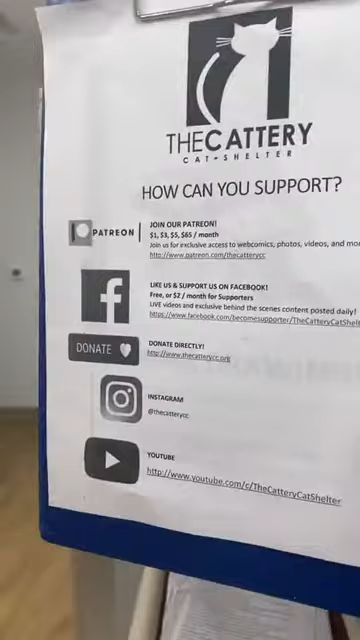 THECATTERY
CAT•SHELTER
HOW CAN YOU SUPPORT?
PATREON
JOIN OUR PATREON!
$1, $3, $5, $65 / month
Join us for exclusive access to webcomics, photos, videos, and
http://www.patreon.com/thecatterycc
LIKE US & SUPPORT US ON FACEBOOK!
Free, or $2 / month for Supporters
LIVE videos and exclusive behind the scenes content posted daily!
https://www.facebook.com/becomesupporter/TheCatteryCatShel
DONATE
DONATE DIRECTLY!
http://www.thecatterycc.org
INSTAGRAM
@thecatterycc
YOUTUBE
http://www.youtube.com/c/TheCatteryCatShelter